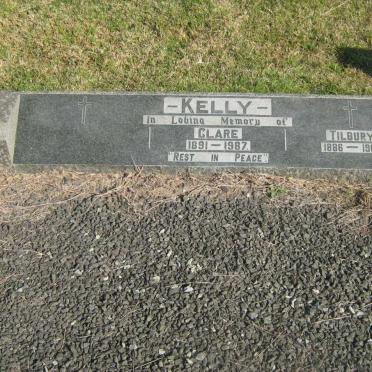 –KELLY–
In Loving Memory of
CLARE
1891–1987.
"REST IN PEACE"
TILBURY
1886–